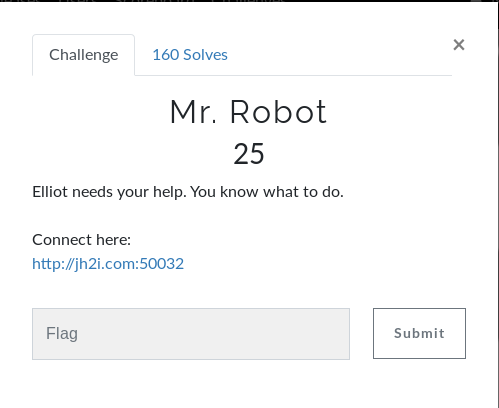 Challenge
160 Solves
×
Mr. Robot
25
Elliot needs your help. You know what to do.
Connect here:
http://jh2i.com:50032
Flag
Submit